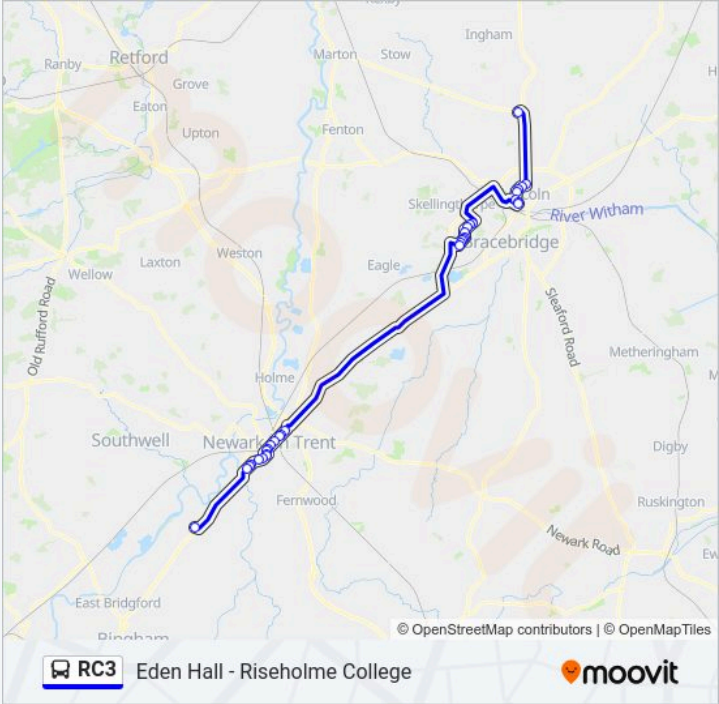 Ingham
Retford
Marton
Stow
Ranby
Grove
Eaton
Upton
Fenton
Skellingthorpe
coln
River Witham
Bracebridge
Weston
Eagle
Laxton
Wellow
Old Rufford Road
Sleaford Road
Metheringham
Holme
Southwell
Newark on Trent
Digby
Fernwood
Ruskington
Newark Road
East Bridgford
Bingham
© OpenStreetMap contributors | © OpenMapTiles
RC3 Eden Hall - Riseholme College
moovit